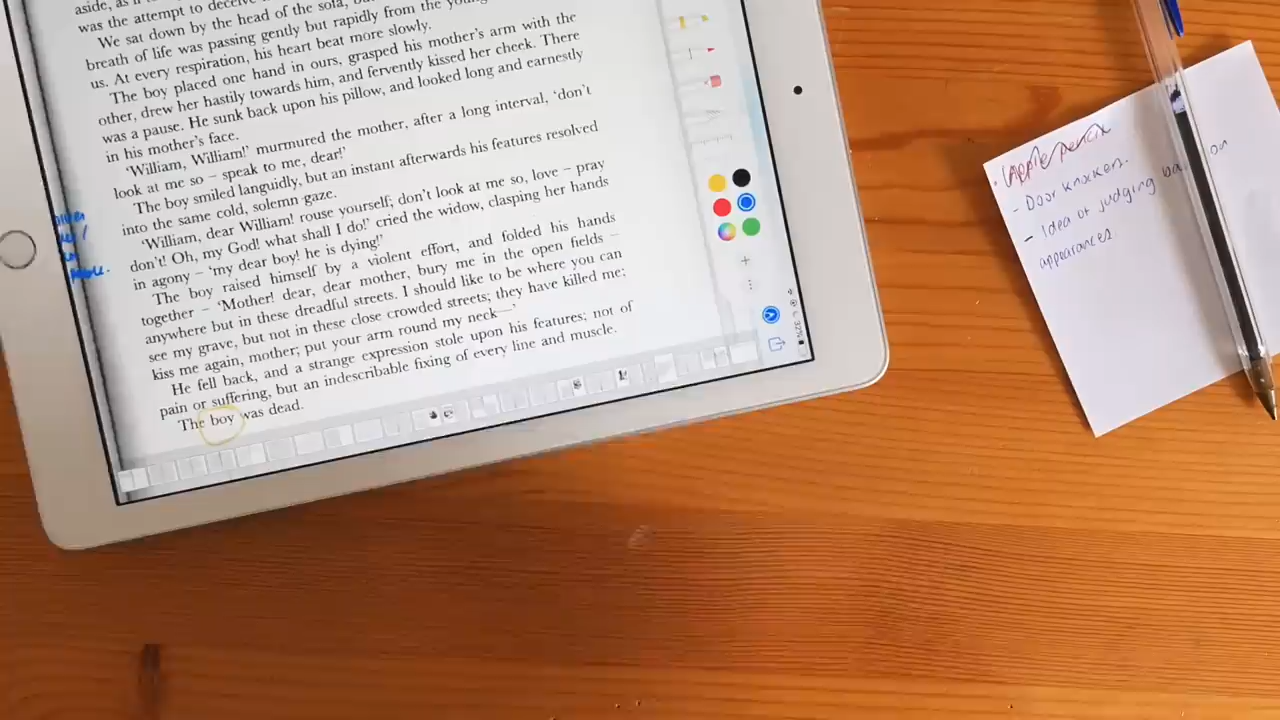 aside, as
was the attempt to deceive
We sat down by the head of the sofa,
breath of life was passing gently but rapidly from the
us. At every respiration, his heart beat more slowly.
The boy placed one hand in ours, grasped his mother's arm with the
other, drew her hastily towards him, and fervently kissed her cheek. There
was a pause. He sunk back upon his pillow, and looked long and earnestly
in his mother's face.
'William, William!' murmured the mother, after a long interval, 'don't
look at me so – speak to me, dear!'
The boy smiled languidly, but an instant afterwards his features resolved
into the same cold, solemn gaze.
'William, dear William! rouse yourself; don't look at me so, love – pray
don't! Oh, my God! what shall I do!' cried the widow, clasping her hands
in agony – 'my dear boy! he is dying!'
The boy raised himself by a violent effort, and folded his hands
together – 'Mother! dear, dear mother, bury me in the open fields –
anywhere but in these dreadful streets. I should like to be where you can
see my grave, but not in these close crowded streets; they have killed me;
kiss me again, mother; put your arm round my neck—'
He fell back, and a strange expression stole upon his features; not of
pain or suffering, but an indescribable fixing of every line and muscle.
The boy was dead.
· Apple pencil
- Door knocker.
- Idea of judging on
appearances